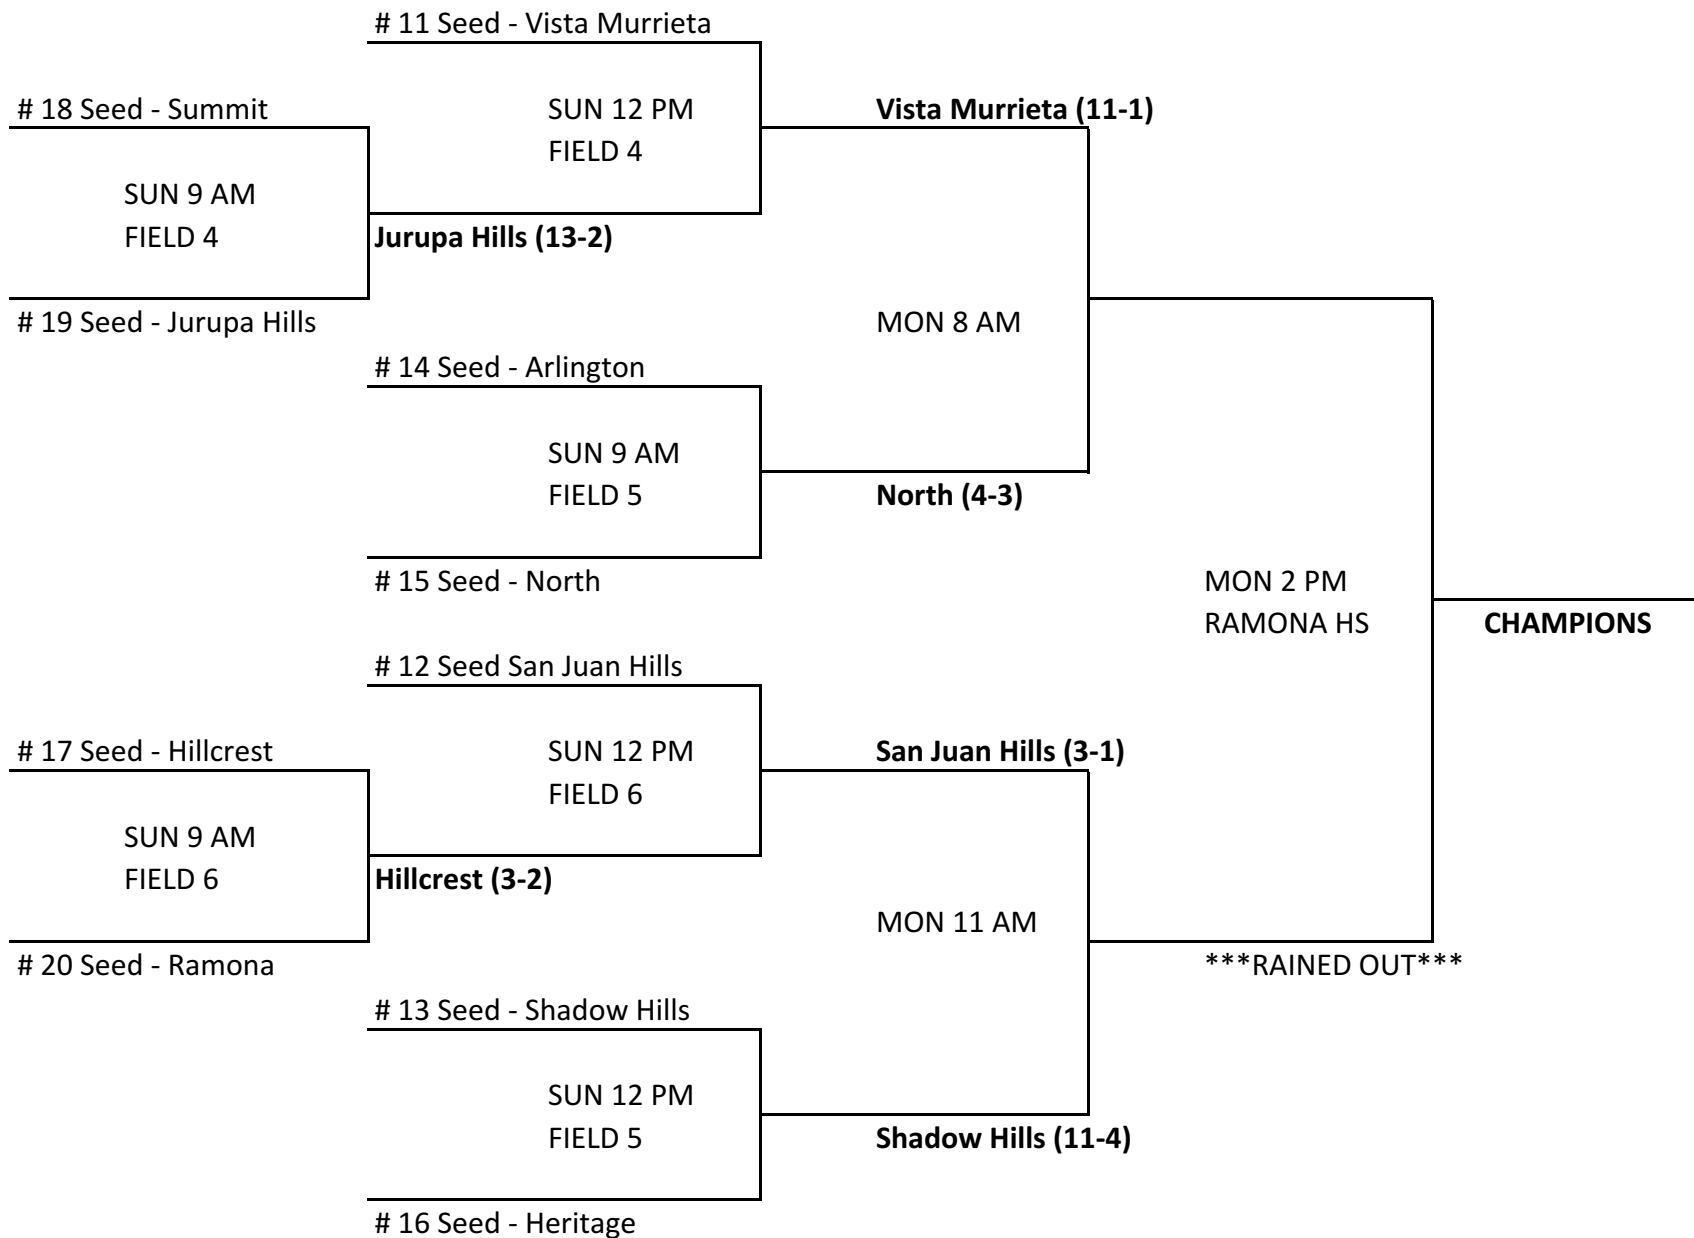 # 11 Seed - Vista Murrieta
# 18 Seed - Summit
SUN 12 PM
FIELD 4
Vista Murrieta (11-1)
SUN 9 AM
FIELD 4
Jurupa Hills (13-2)
# 19 Seed - Jurupa Hills
MON 8 AM
# 14 Seed - Arlington
SUN 9 AM
FIELD 5
North (4-3)
# 15 Seed - North
MON 2 PM
RAMONA HS
CHAMPIONS
# 12 Seed San Juan Hills
# 17 Seed - Hillcrest
SUN 12 PM
FIELD 6
San Juan Hills (3-1)
SUN 9 AM
FIELD 6
Hillcrest (3-2)
MON 11 AM
# 20 Seed - Ramona
***RAINED OUT***
# 13 Seed - Shadow Hills
SUN 12 PM
FIELD 5
Shadow Hills (11-4)
# 16 Seed - Heritage